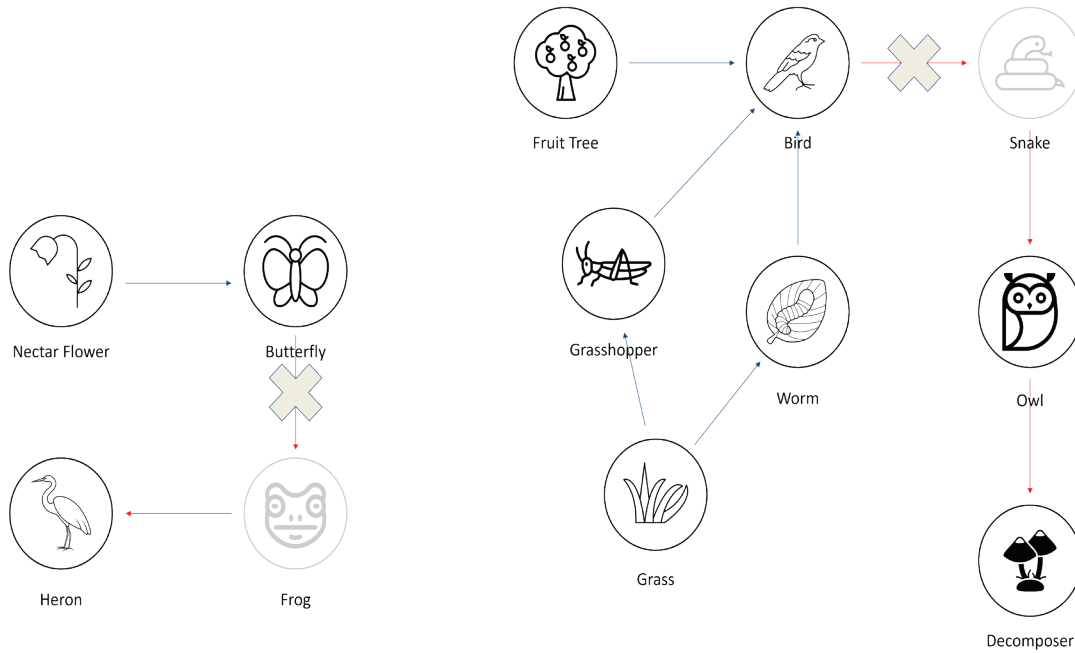 Fruit Tree
Bird
Snake
Nectar Flower
Butterfly
Grasshopper
Worm
Owl
Heron
Frog
Grass
Decomposer